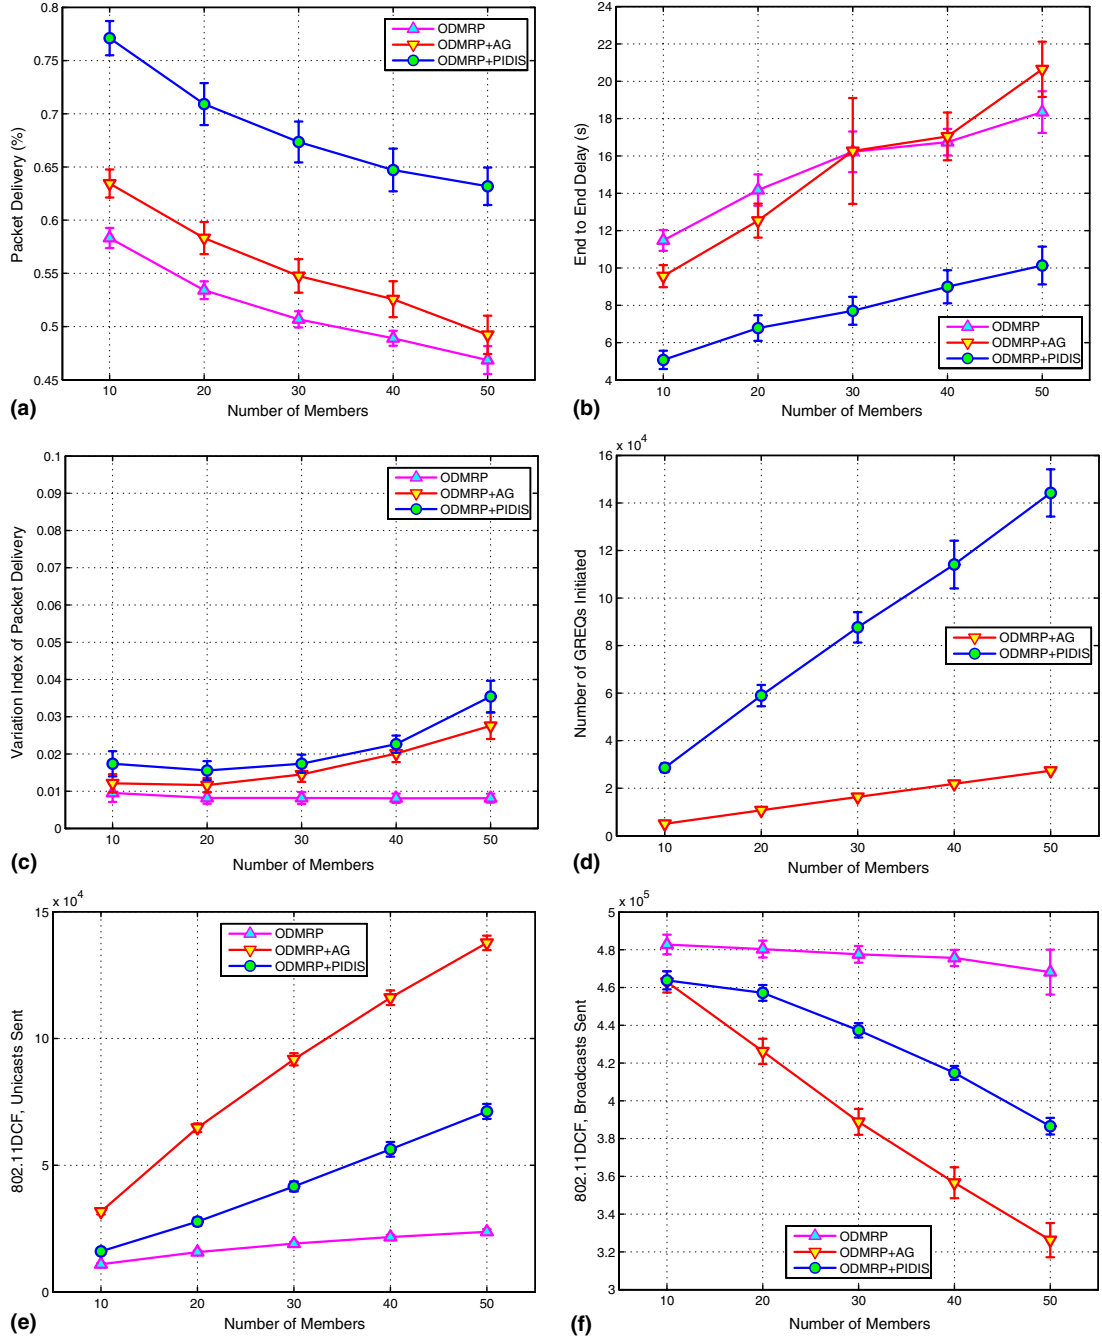 0.8
0.75
0.7
0.65
0.6
0.55
0.5
0.45
Packet Delivery (%)
ODMRP
ODMRP+AG
ODMRP+PIDIS
10 20 30 40 50
Number of Members
(a)
24
22
20
18
16
14
12
10
8
6
4
End to End Delay (s)
ODMRP
ODMRP+AG
ODMRP+PIDIS
10 20 30 40 50
Number of Members
(b)
0.1
0.09
0.08
0.07
0.06
0.05
0.04
0.03
0.02
0.01
0
Variation Index of Packet Delivery
ODMRP
ODMRP+AG
ODMRP+PIDIS
10 20 30 40 50
Number of Members
(c)
x 10^4
16
14
12
10
8
6
4
2
0
Number of GREQs Initiated
ODMRP+AG
ODMRP+PIDIS
10 20 30 40 50
Number of Members
(d)
x 10^4
15
10
5
0
802.11DCF, Unicasts Sent
ODMRP
ODMRP+AG
ODMRP+PIDIS
10 20 30 40 50
Number of Members
(e)
x 10^5
5
4.8
4.6
4.4
4.2
4
3.8
3.6
3.4
3.2
3
802.11DCF, Broadcasts Sent
ODMRP
ODMRP+AG
ODMRP+PIDIS
10 20 30 40 50
Number of Members
(f)